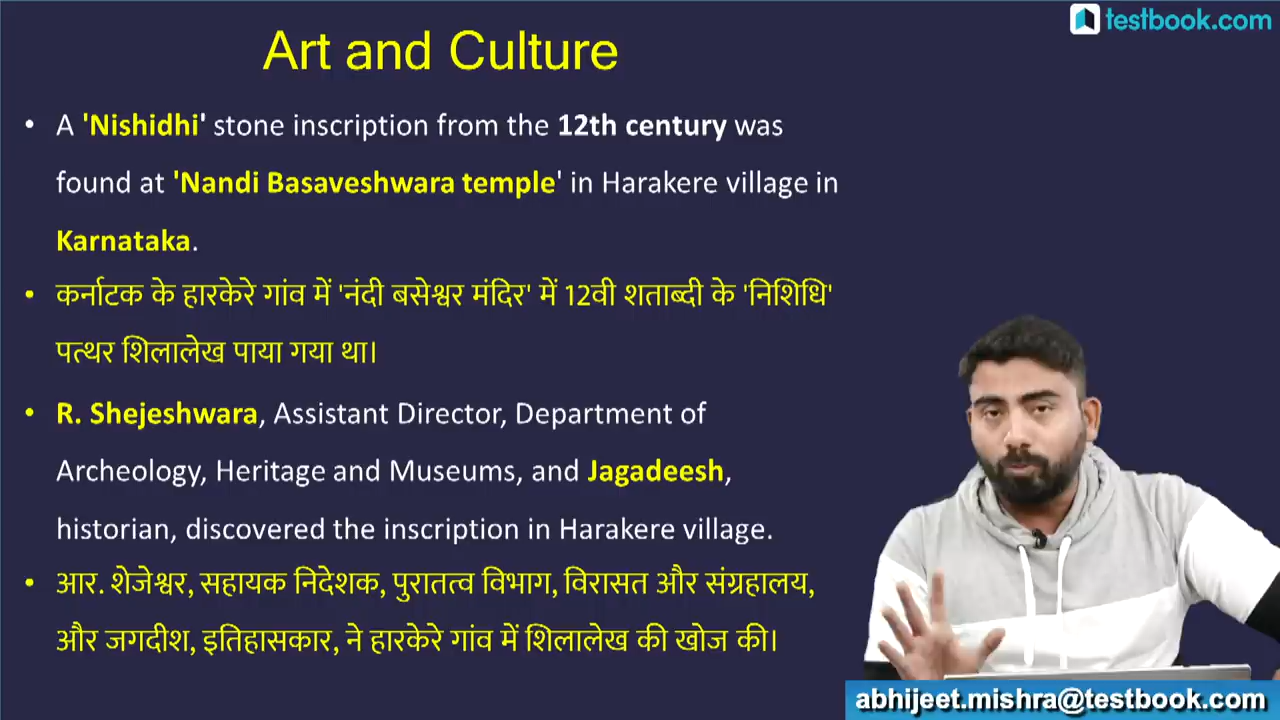 testbook.com
Art and Culture
• A 'Nishidhi' stone inscription from the 12th century was
found at 'Nandi Basaveshwara temple' in Harakere village in
Karnataka.
• कर्नाटक के हारकेरे गांव में 'नंदी बसेश्वर मंदिर' में 12वी शताब्दी के 'निशिधि'
पत्थर शिलालेख पाया गया था।
• R. Shejeshwara, Assistant Director, Department of
Archeology, Heritage and Museums, and Jagadeesh,
historian, discovered the inscription in Harakere village.
• आर. शेजेश्वर, सहायक निदेशक, पुरातत्व विभाग, विरासत और संग्रहालय,
और जगदीश, इतिहासकार, ने हारकेरे गांव में शिलालेख की खोज की।
abhijeet.mishra@testbook.com